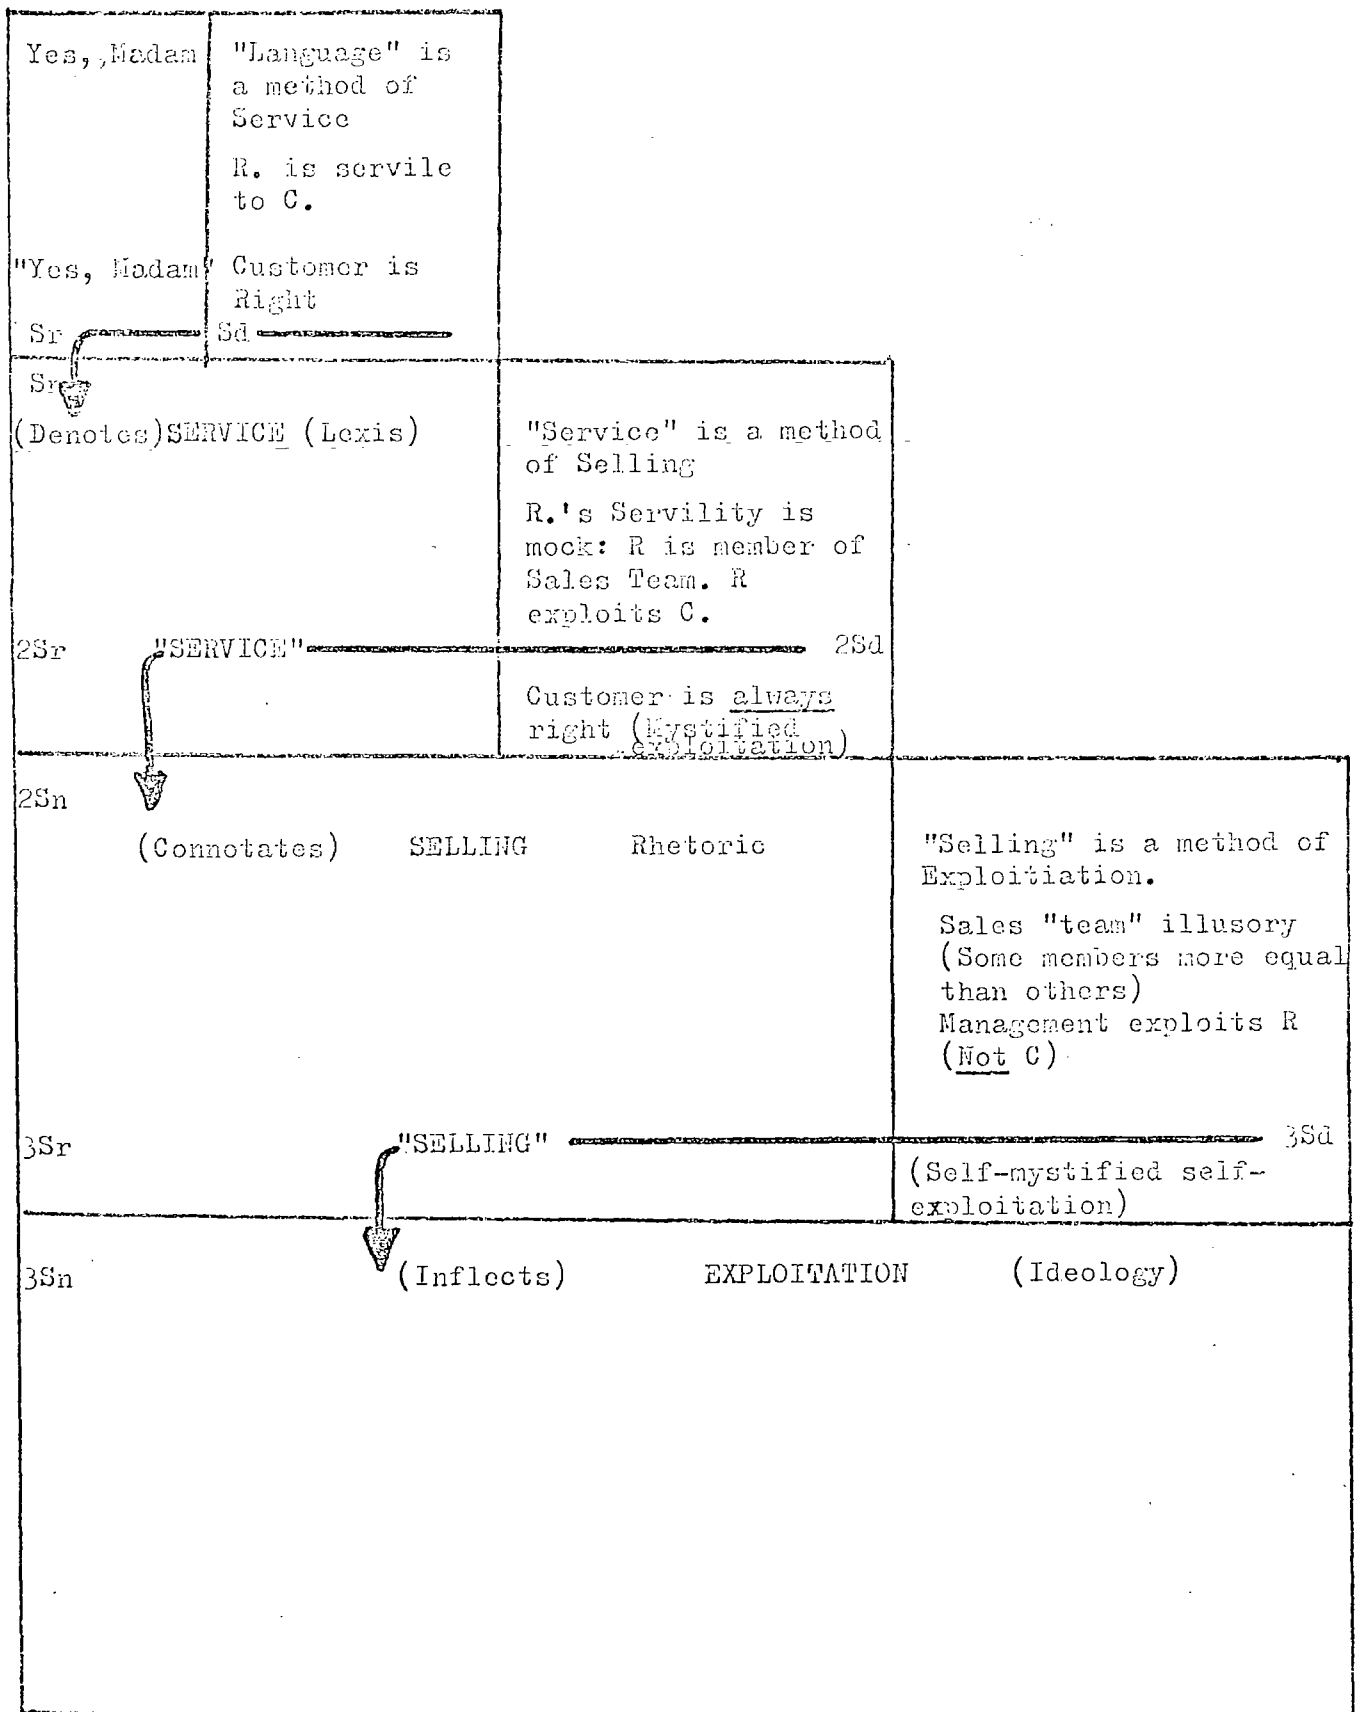 Yes, Madam
"Language" is
a method of
Service
R. is servile
to C.
"Yes, Madam"
Customer is
Right
Sr
Sd
Sr
(Denotes)SERVICE (Lexis)
"Service" is a method
of Selling
R.'s Servility is
mock: R is member of
Sales Team. R
exploits C.
2Sr "SERVICE" 2Sd
Customer is always
right (Mystified
exploitation)
2Sn
(Connotates) SELLING Rhetoric
"Selling" is a method of
Exploitiation.
Sales "team" illusory
(Some members more equal
than others)
Management exploits R
(Not C)
3Sr "SELLING" 3Sd
(Self-mystified self-
exploitation)
3Sn (Inflects) EXPLOITATION (Ideology)